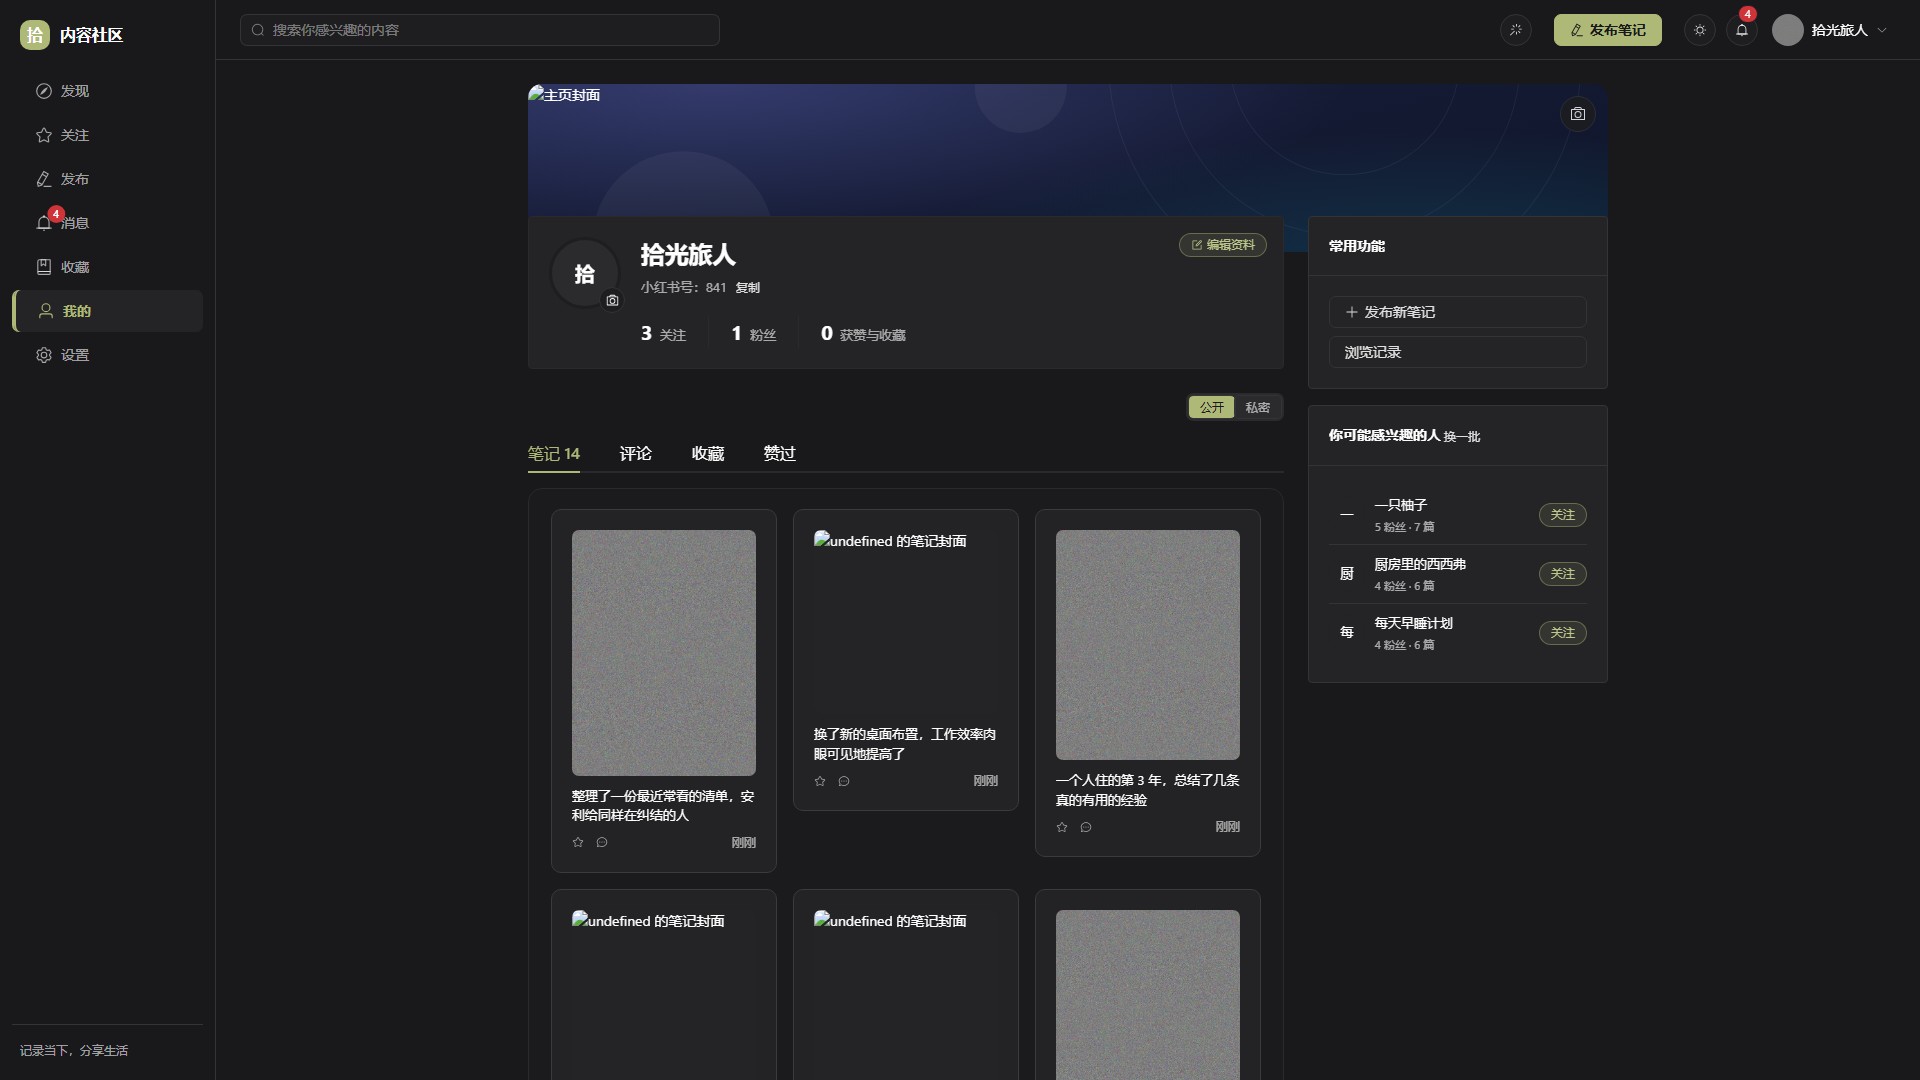 拾 内容社区
搜索你感兴趣的内容
发布笔记
4
拾光旅人
发现
关注
发布
4
消息
收藏
我的
设置
记录当下，分享生活
主页封面
拾
拾光旅人
编辑资料
小红书号：841 复制
3 关注
1 粉丝
0 获赞与收藏
公开 私密
笔记 14 评论 收藏 赞过
整理了一份最近常看的清单，安
利给同样在纠结的人
刚刚
undefined 的笔记封面
换了新的桌面布置，工作效率肉
眼可见地提高了
刚刚
一个人住的第 3 年，总结了几条
真的有用的经验
刚刚
undefined 的笔记封面
undefined 的笔记封面
常用功能
发布新笔记
浏览记录
你可能感兴趣的人 换一批
一 一只柚子
5 粉丝 · 7 篇
关注
厨 厨房里的西西弗
4 粉丝 · 6 篇
关注
每 每天早睡计划
4 粉丝 · 6 篇
关注